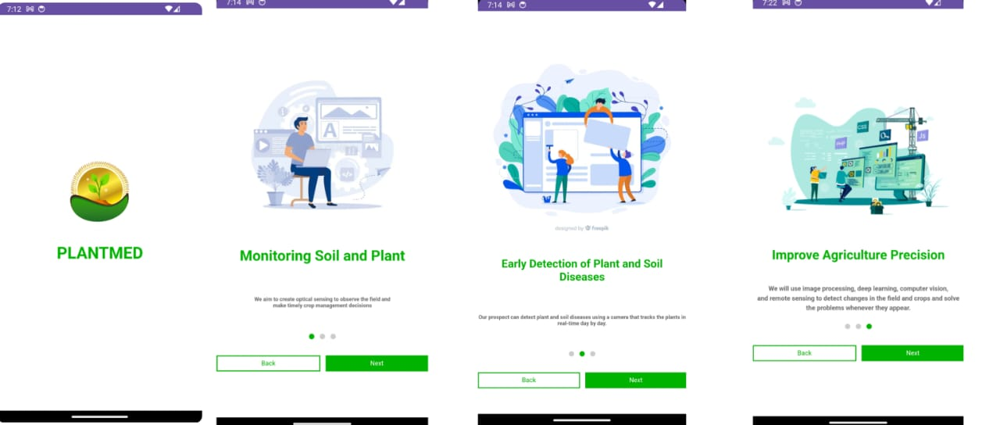 7:12
PLANTMED
7:14
A
Monitoring Soil and Plant
We aim to create optical sensing to observe the field and
make timely crop management decisions
Back
Next
7:14
designed by freepik
Early Detection of Plant and Soil
Diseases
Our prospect can detect plant and soil diseases using a camera that tracks the plants in
real-time day by day.
Back
Next
7:22
CSS
PHP
Js
Improve Agriculture Precision
We will use image processing, deep learning, computer vision,
and remote sensing to detect changes in the field and crops and solve
the problems whenever they appear.
Back
Next